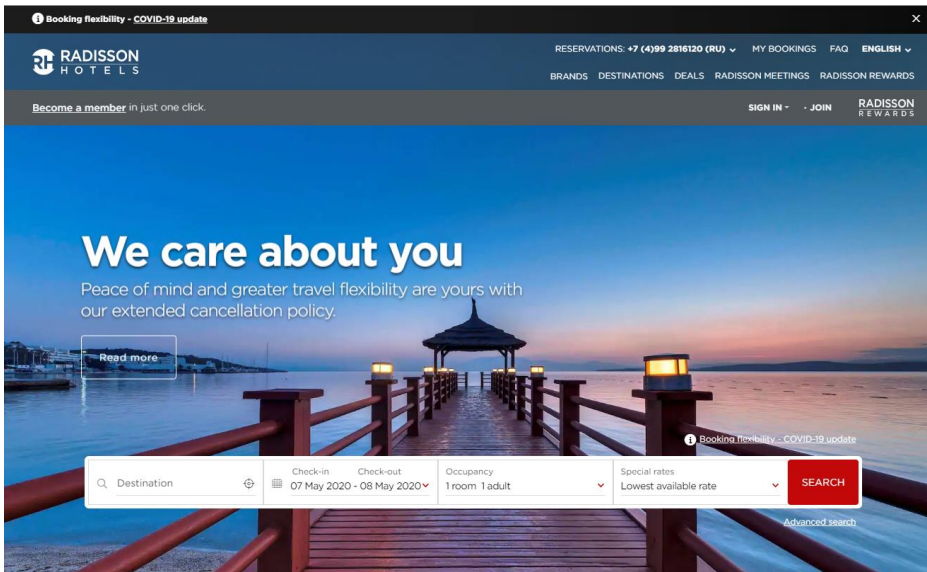 Booking flexibility - COVID-19 update
RADISSON
HOTELS
RESERVATIONS: +7 (4)99 2816120 (RU) MY BOOKINGS FAQ ENGLISH
BRANDS DESTINATIONS DEALS RADISSON MEETINGS RADISSON REWARDS
Become a member in just one click.
SIGN IN · JOIN
RADISSON
REWARDS
We care about you
Peace of mind and greater travel flexibility are yours with
our extended cancellation policy.
Read more
Booking flexibility - COVID-19 update
Destination
Check-in Check-out
07 May 2020 - 08 May 2020
Occupancy
1 room 1 adult
Special rates
Lowest available rate
SEARCH
Advanced search